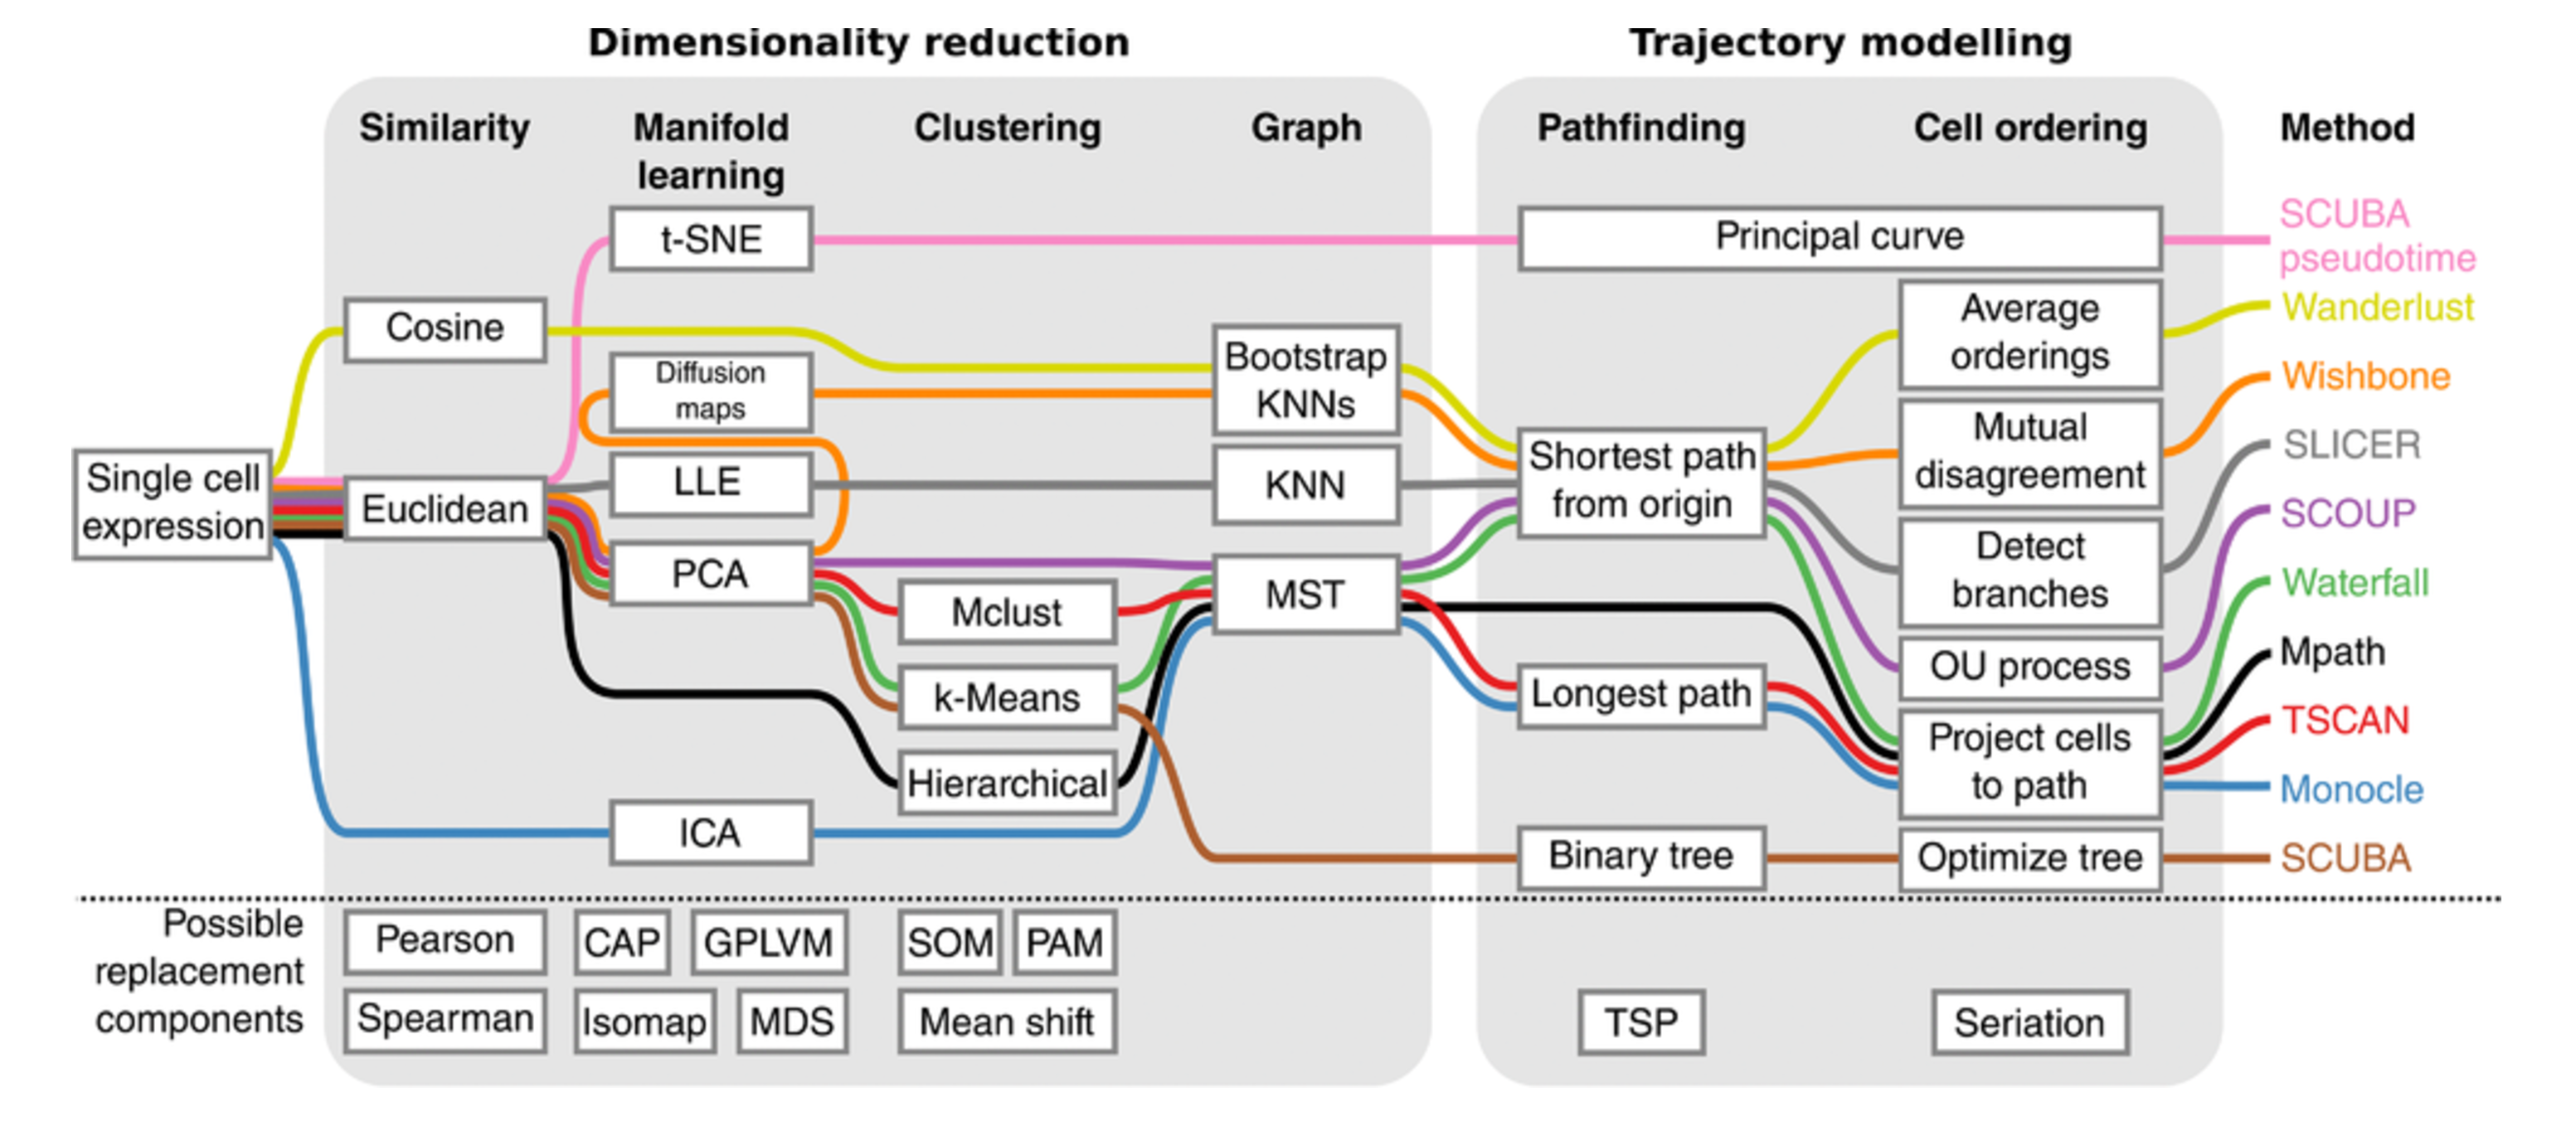 Dimensionality reduction
Trajectory modelling
Similarity
Manifold
learning
Clustering
Graph
Pathfinding
Cell ordering
Method
t-SNE
Principal curve
SCUBA
pseudotime
Cosine
Average
orderings
Wanderlust
Diffusion
maps
Bootstrap
KNNs
Wishbone
Mutual
disagreement
Single cell
expression
Euclidean
LLE
KNN
Shortest path
from origin
SLICER
PCA
Detect
branches
SCOUP
Mclust
MST
Waterfall
k-Means
Longest path
OU process
Mpath
Hierarchical
Project cells
to path
TSCAN
Monocle
ICA
Binary tree
Optimize tree
SCUBA
Possible
replacement
components
Pearson
CAP
GPLVM
SOM
PAM
Spearman
Isomap
MDS
Mean shift
TSP
Seriation